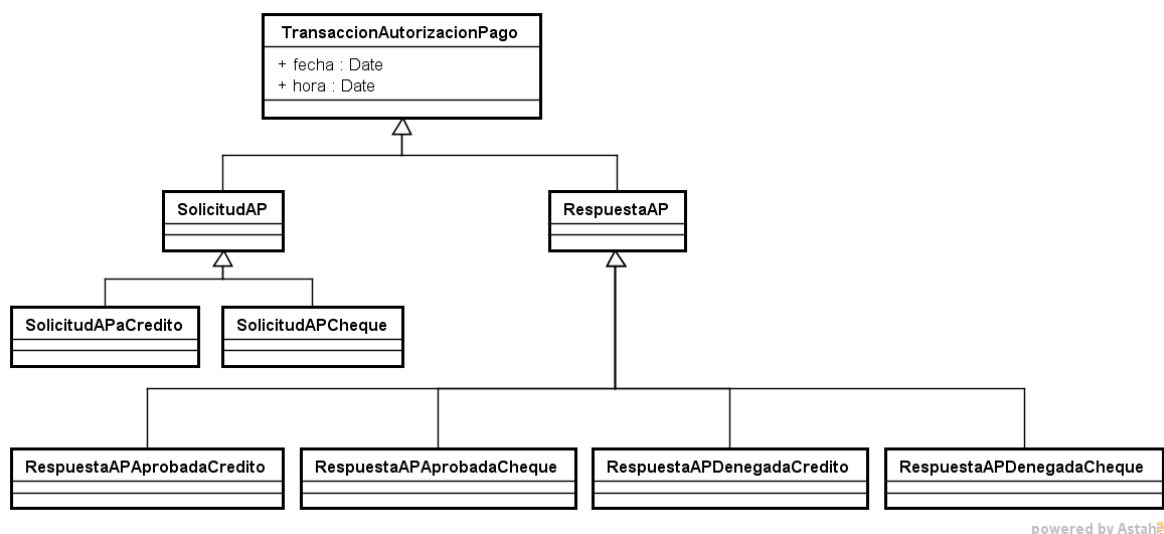 TransaccionAutorizacionPago
+ fecha : Date
+ hora : Date
SolicitudAP
RespuestaAP
SolicitudAPaCredito
SolicitudAPCheque
RespuestaAPAprobadaCredito
RespuestaAPAprobadaCheque
RespuestaAPDenegadaCredito
RespuestaAPDenegadaCheque
powered by Astah